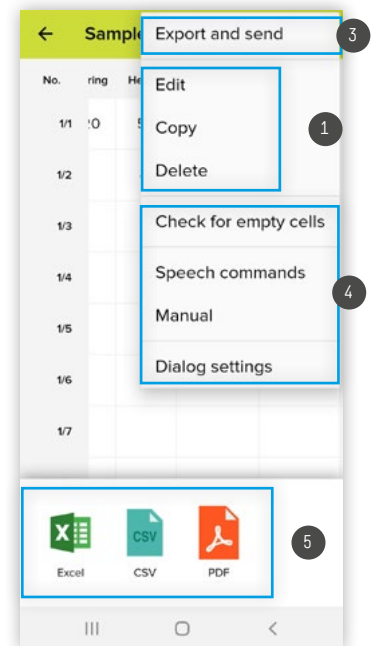 ← Sample Export and send 3
No. ring He
Edit
1/1 20
Copy 1
1/2 Delete
1/3 Check for empty cells
1/4 Speech commands 4
1/5 Manual
1/6 Dialog settings
1/7
X CSV 5
Excel CSV PDF